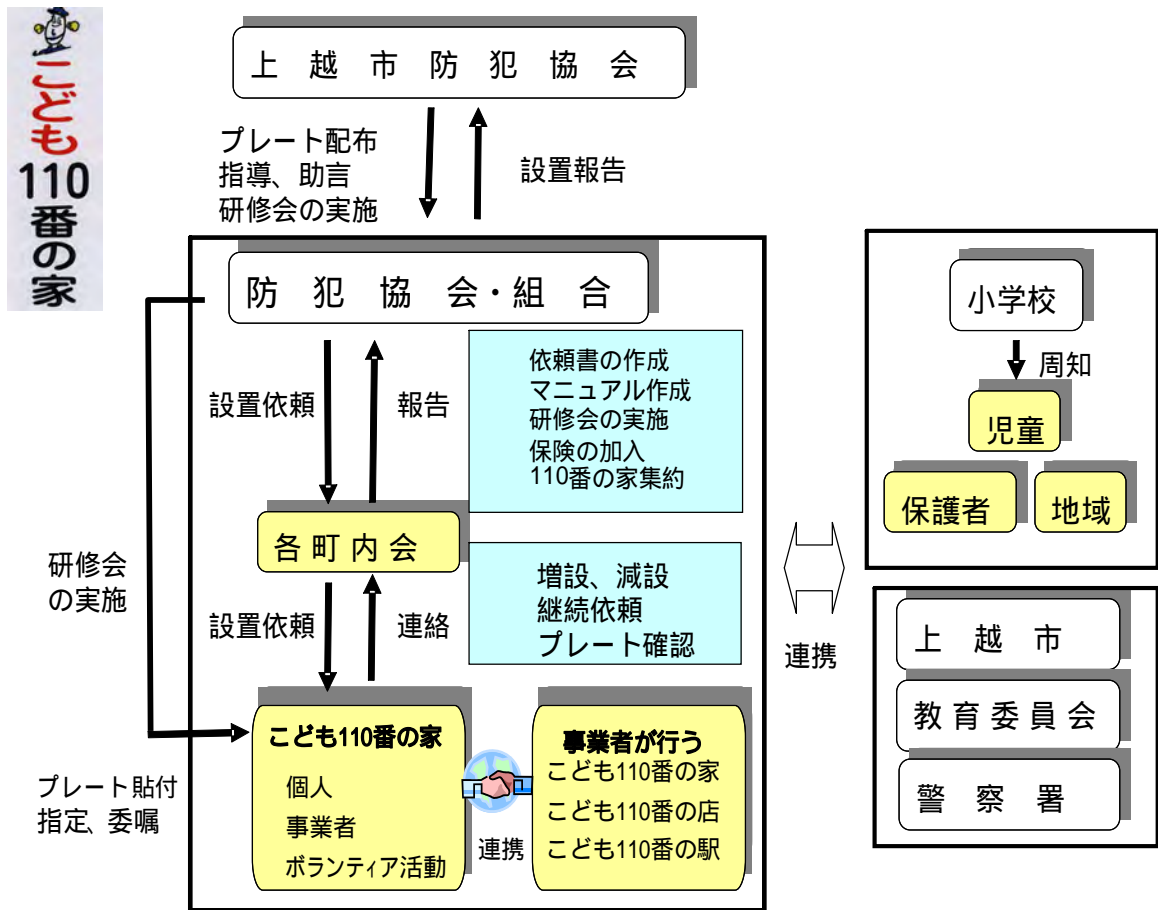 こども110番の家
上越市防犯協会
プレート配布
指導、助言
研修会の実施
設置報告
防犯協会・組合
設置依頼
報告
依頼書の作成
マニュアル作成
研修会の実施
保険の加入
110番の家集約
各町内会
設置依頼
連絡
増設、減設
継続依頼
プレート確認
研修会
の実施
プレート貼付
指定、委嘱
こども110番の家
個人
事業者
ボランティア活動
連携
事業者が行う
こども110番の家
こども110番の店
こども110番の駅
連携
小学校
周知
児童
保護者
地域
上越市
教育委員会
警察署